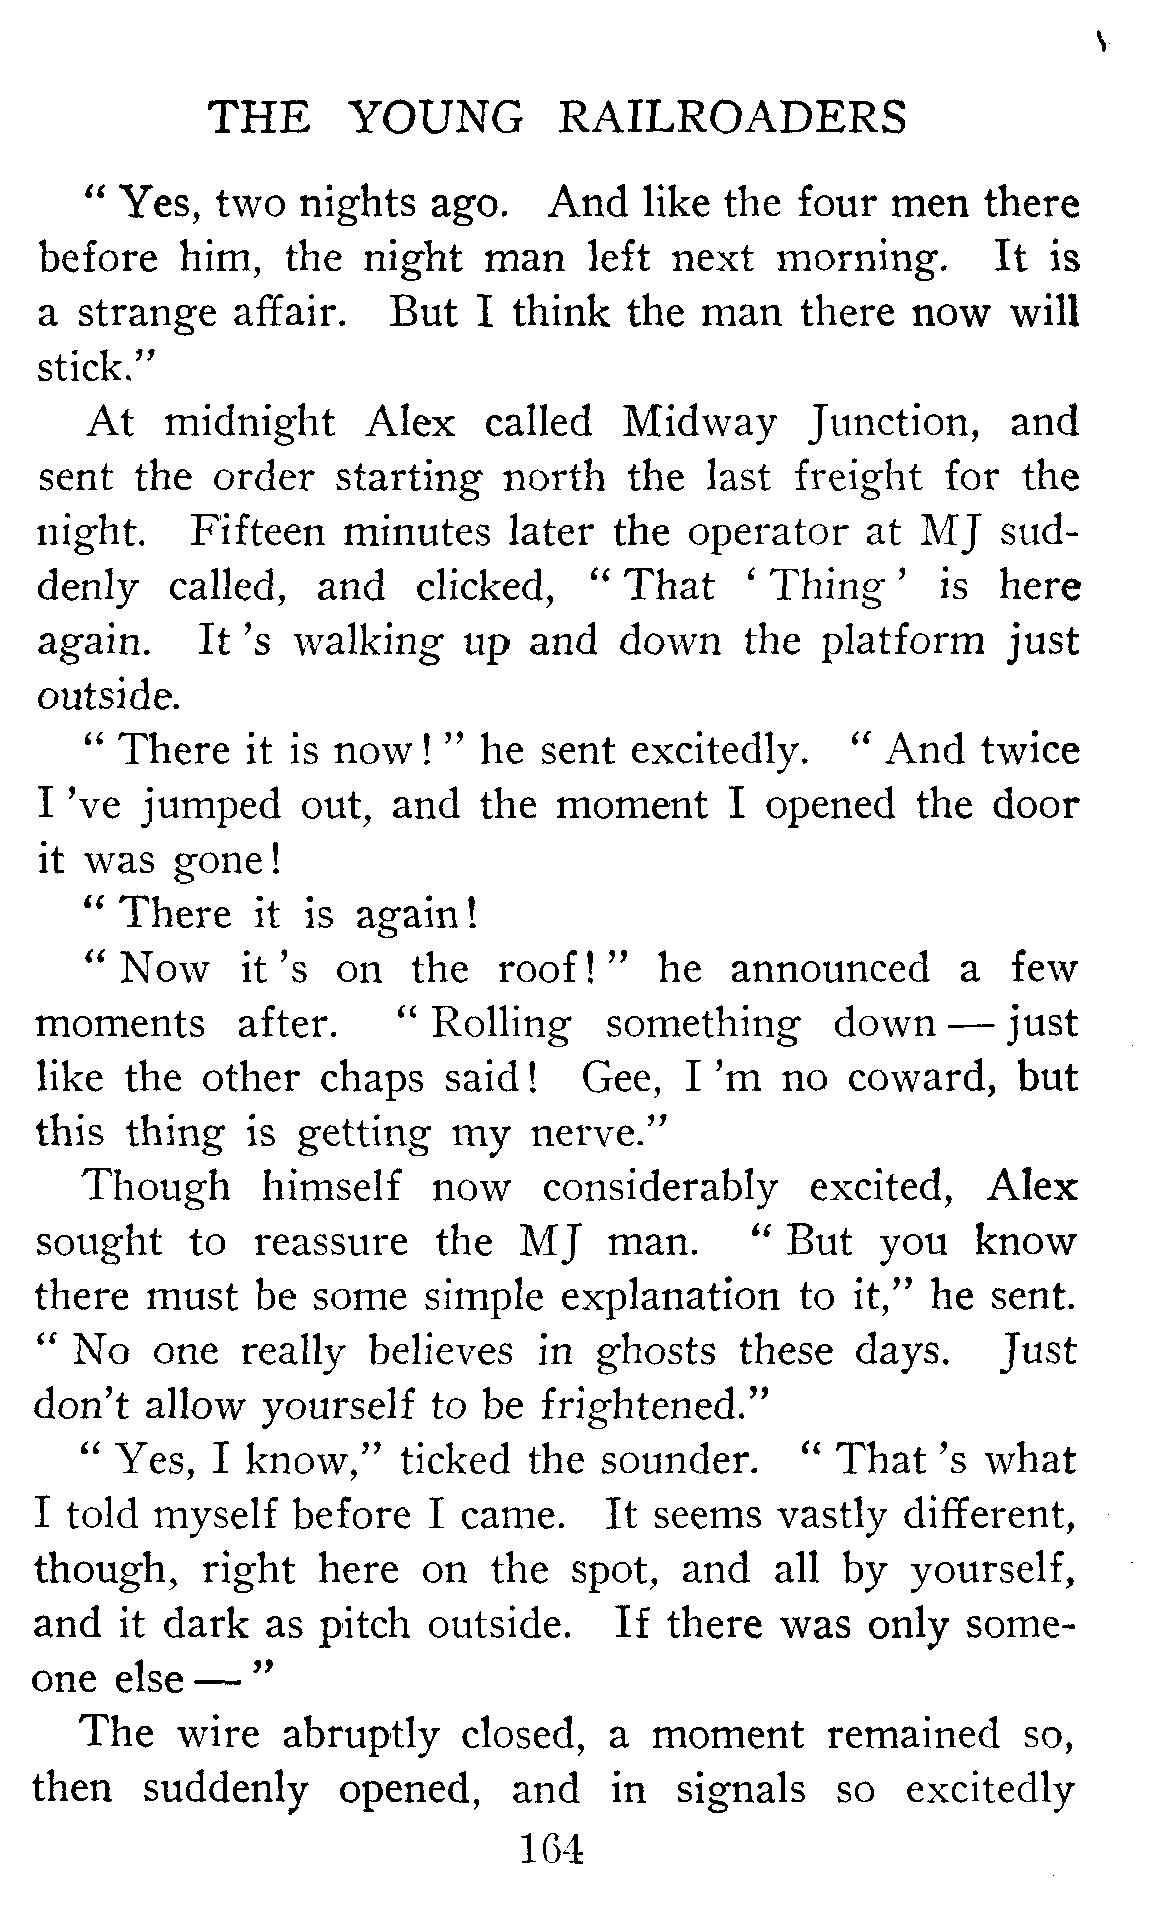 THE YOUNG RAILROADERS
“ Yes, two nights ago. And like the four men there
before him, the night man left next morning. It is
a strange affair. But I think the man there now will
stick.”
At midnight Alex called Midway Junction, and
sent the order starting north the last freight for the
night. Fifteen minutes later the operator at MJ sud-
denly called, and clicked, “ That ‘ Thing ’ is here
again. It ’s walking up and down the platform just
outside.
“ There it is now ! ” he sent excitedly. “ And twice
I ’ve jumped out, and the moment I opened the door
it was gone !
“ There it is again !
“ Now it ’s on the roof ! ” he announced a few
moments after. “ Rolling something down — just
like the other chaps said ! Gee, I ’m no coward, but
this thing is getting my nerve.”
Though himself now considerably excited, Alex
sought to reassure the MJ man. “ But you know
there must be some simple explanation to it,” he sent.
“ No one really believes in ghosts these days. Just
don’t allow yourself to be frightened.”
“ Yes, I know,” ticked the sounder. “ That ’s what
I told myself before I came. It seems vastly different,
though, right here on the spot, and all by yourself,
and it dark as pitch outside. If there was only some-
one else — ”
The wire abruptly closed, a moment remained so,
then suddenly opened, and in signals so excitedly
164